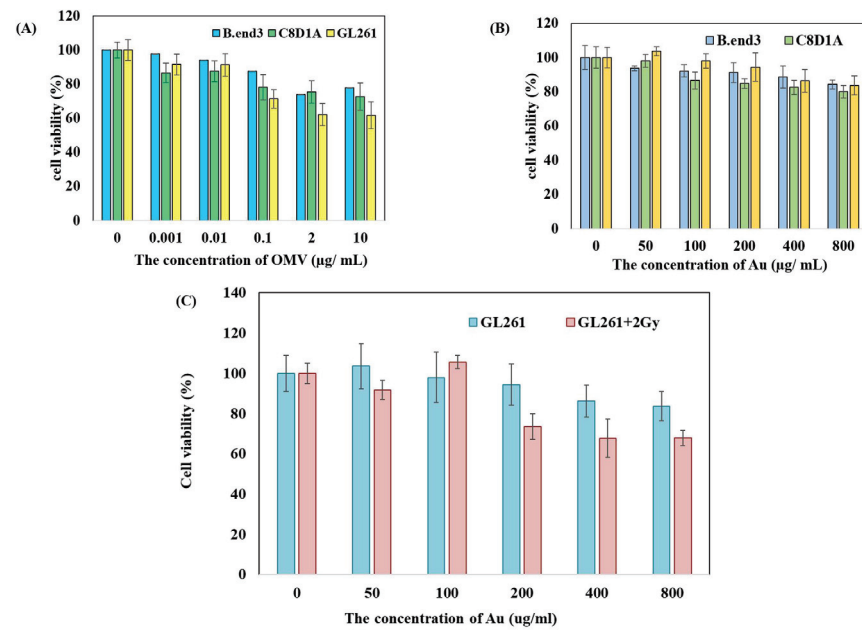 (A)
B.end3 C8D1A GL261
cell viability (%)
120
100
80
60
40
20
0
0 0.001 0.01 0.1 2 10
The concentration of OMV (µg/ mL)
(B)
B.end3 C8D1A
cell viability (%)
120
100
80
60
40
20
0
0 50 100 200 400 800
The concentration of Au (µg/ mL)
(C)
GL261 GL261+2Gy
Cell viability (%)
140
120
100
80
60
40
20
0
0 50 100 200 400 800
The concentration of Au (ug/ml)